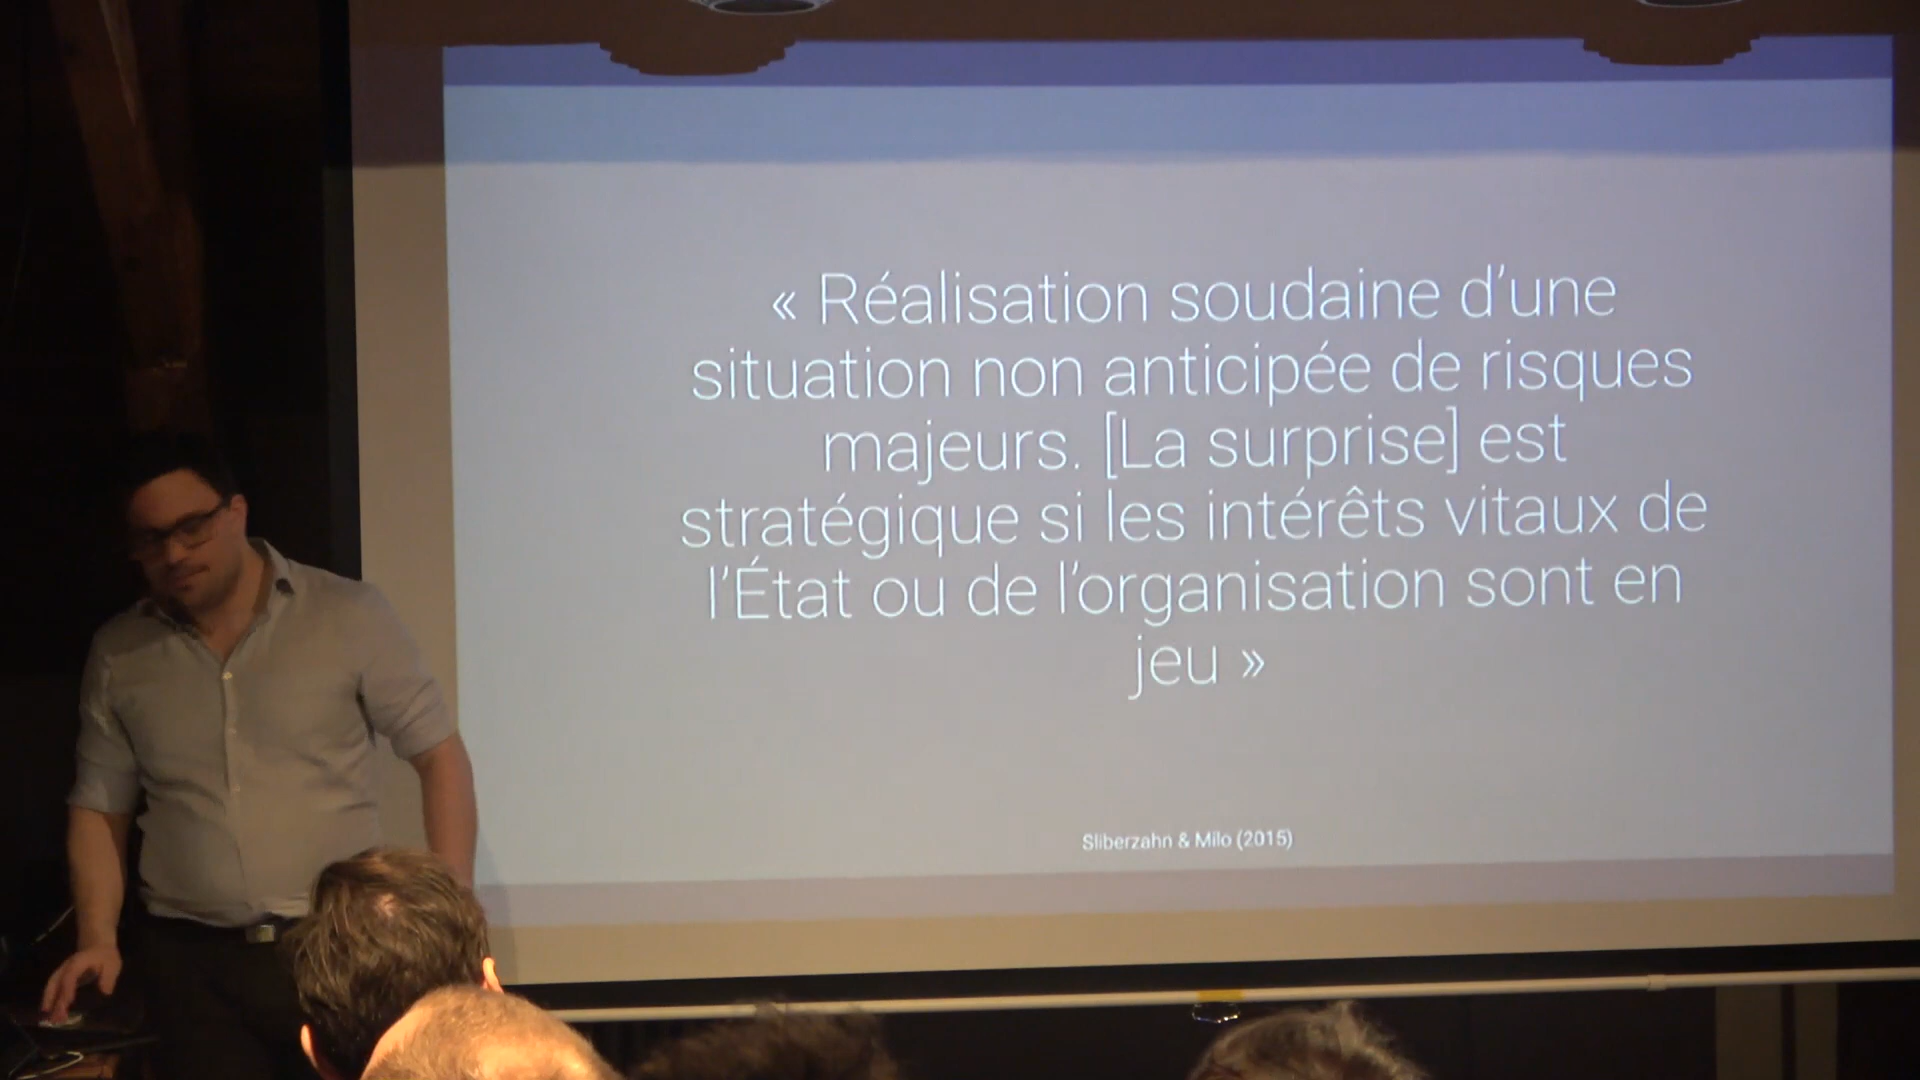 « Réalisation soudaine d’une
situation non anticipée de risques
majeurs. [La surprise] est
stratégique si les intérêts vitaux de
l’État ou de l’organisation sont en
jeu »
Sliberzahn & Milo (2015)